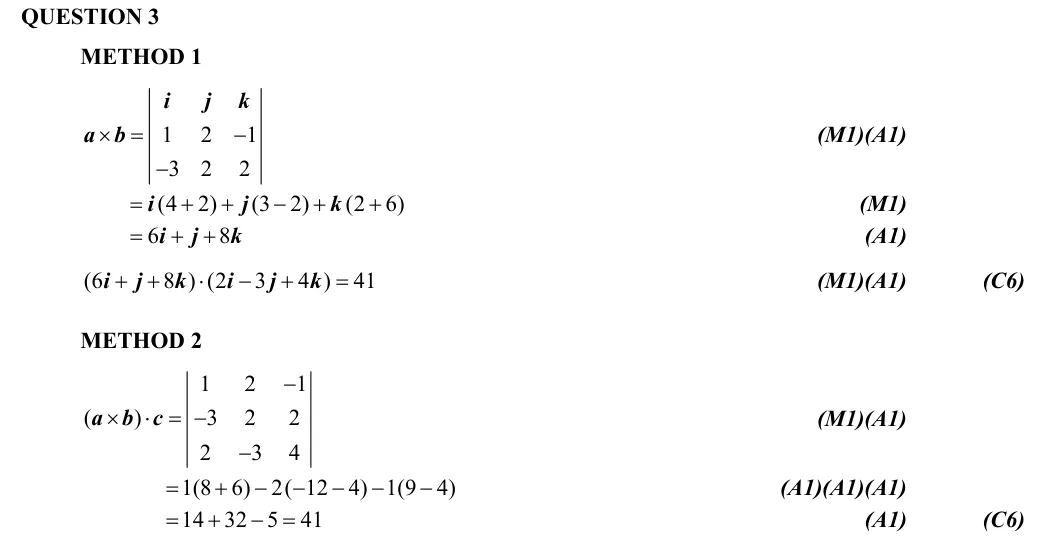 QUESTION 3
METHOD 1
i j k
a × b = 1 2 −1 (M1)(A1)
−3 2 2
= i(4 + 2) + j(3 − 2) + k(2 + 6) (M1)
= 6i + j + 8k (A1)
(6i + j + 8k) · (2i − 3j + 4k) = 41 (M1)(A1) (C6)
METHOD 2
1 2 −1
(a × b) · c = −3 2 2 (M1)(A1)
2 −3 4
= 1(8 + 6) − 2(−12 − 4) − 1(9 − 4) (A1)(A1)(A1)
= 14 + 32 − 5 = 41 (A1) (C6)